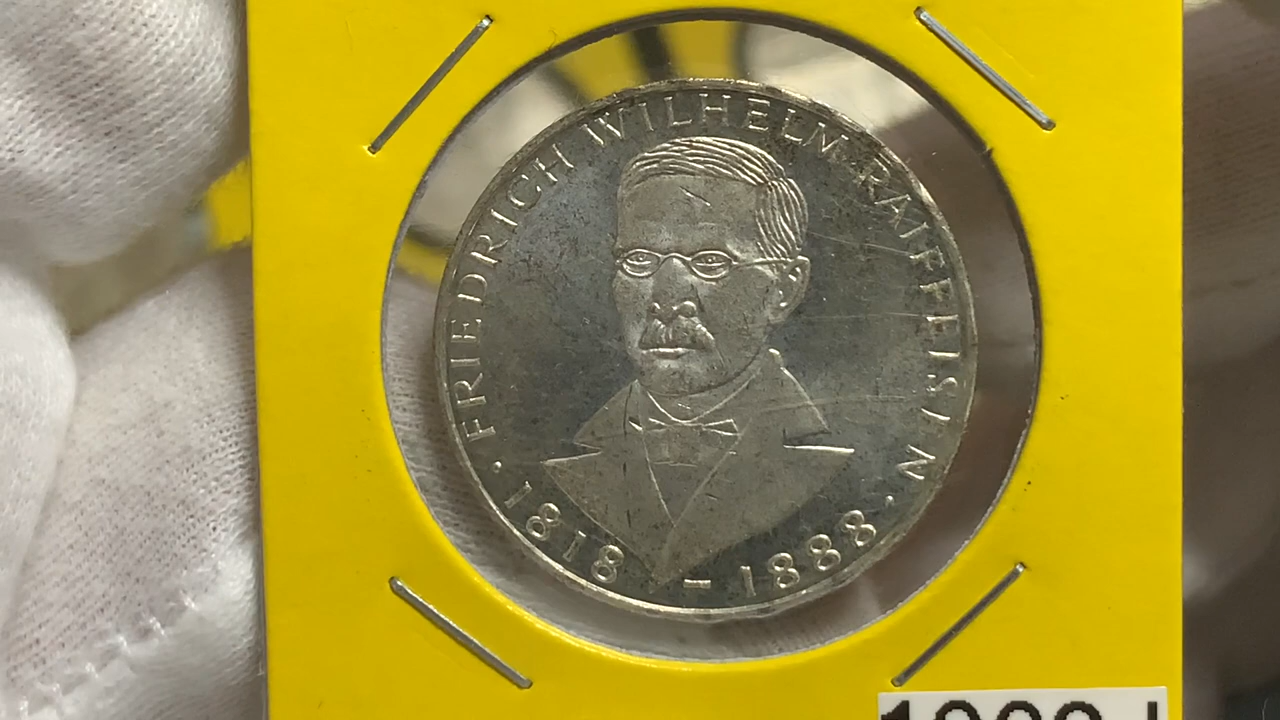 · FRIEDRICH WILHELM RAIFFEISEN ·
1818 – 1888